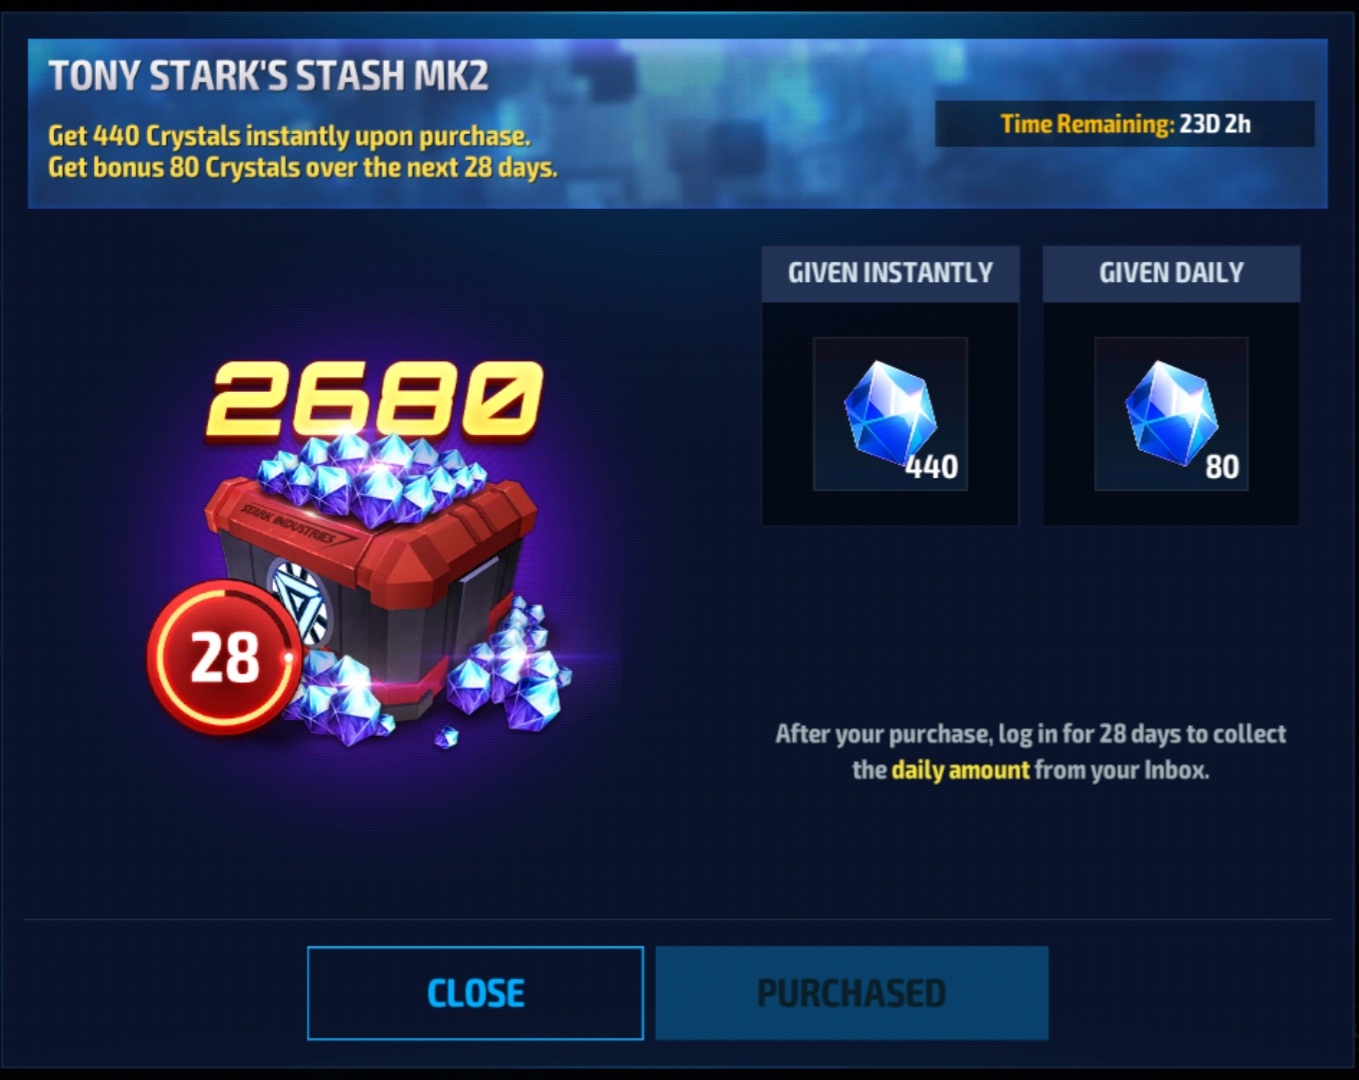 TONY STARK'S STASH MK2
Get 440 Crystals instantly upon purchase.
Get bonus 80 Crystals over the next 28 days.
Time Remaining: 23D 2h
GIVEN INSTANTLY
440
GIVEN DAILY
80
2680
STARK INDUSTRIES
28
After your purchase, log in for 28 days to collect
the daily amount from your Inbox.
CLOSE
PURCHASED